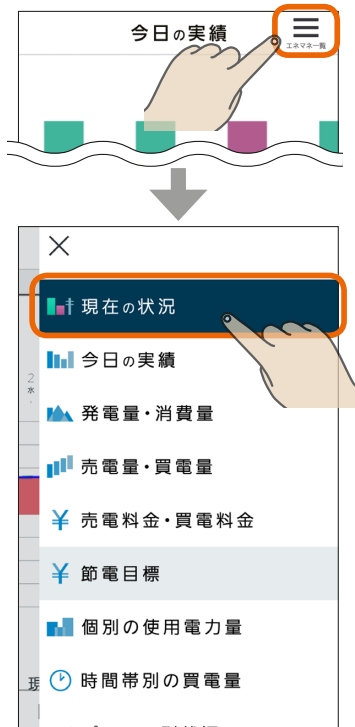 今日の実績
エネマネ一覧
現在の状況
今日の実績
2
水
発電量・消費量
売電量・買電量
¥ 売電料金・買電料金
¥ 節電目標
個別の使用電力量
現
時間帯別の買電量